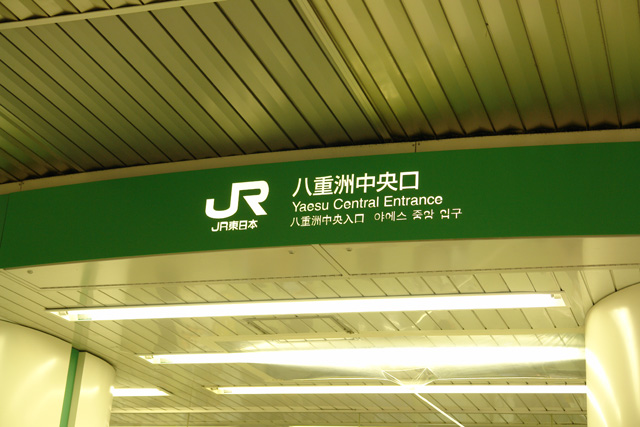 JR
JR東日本
八重洲中央口
Yaesu Central Entrance
八重洲中央入口 야에스 중앙 입구